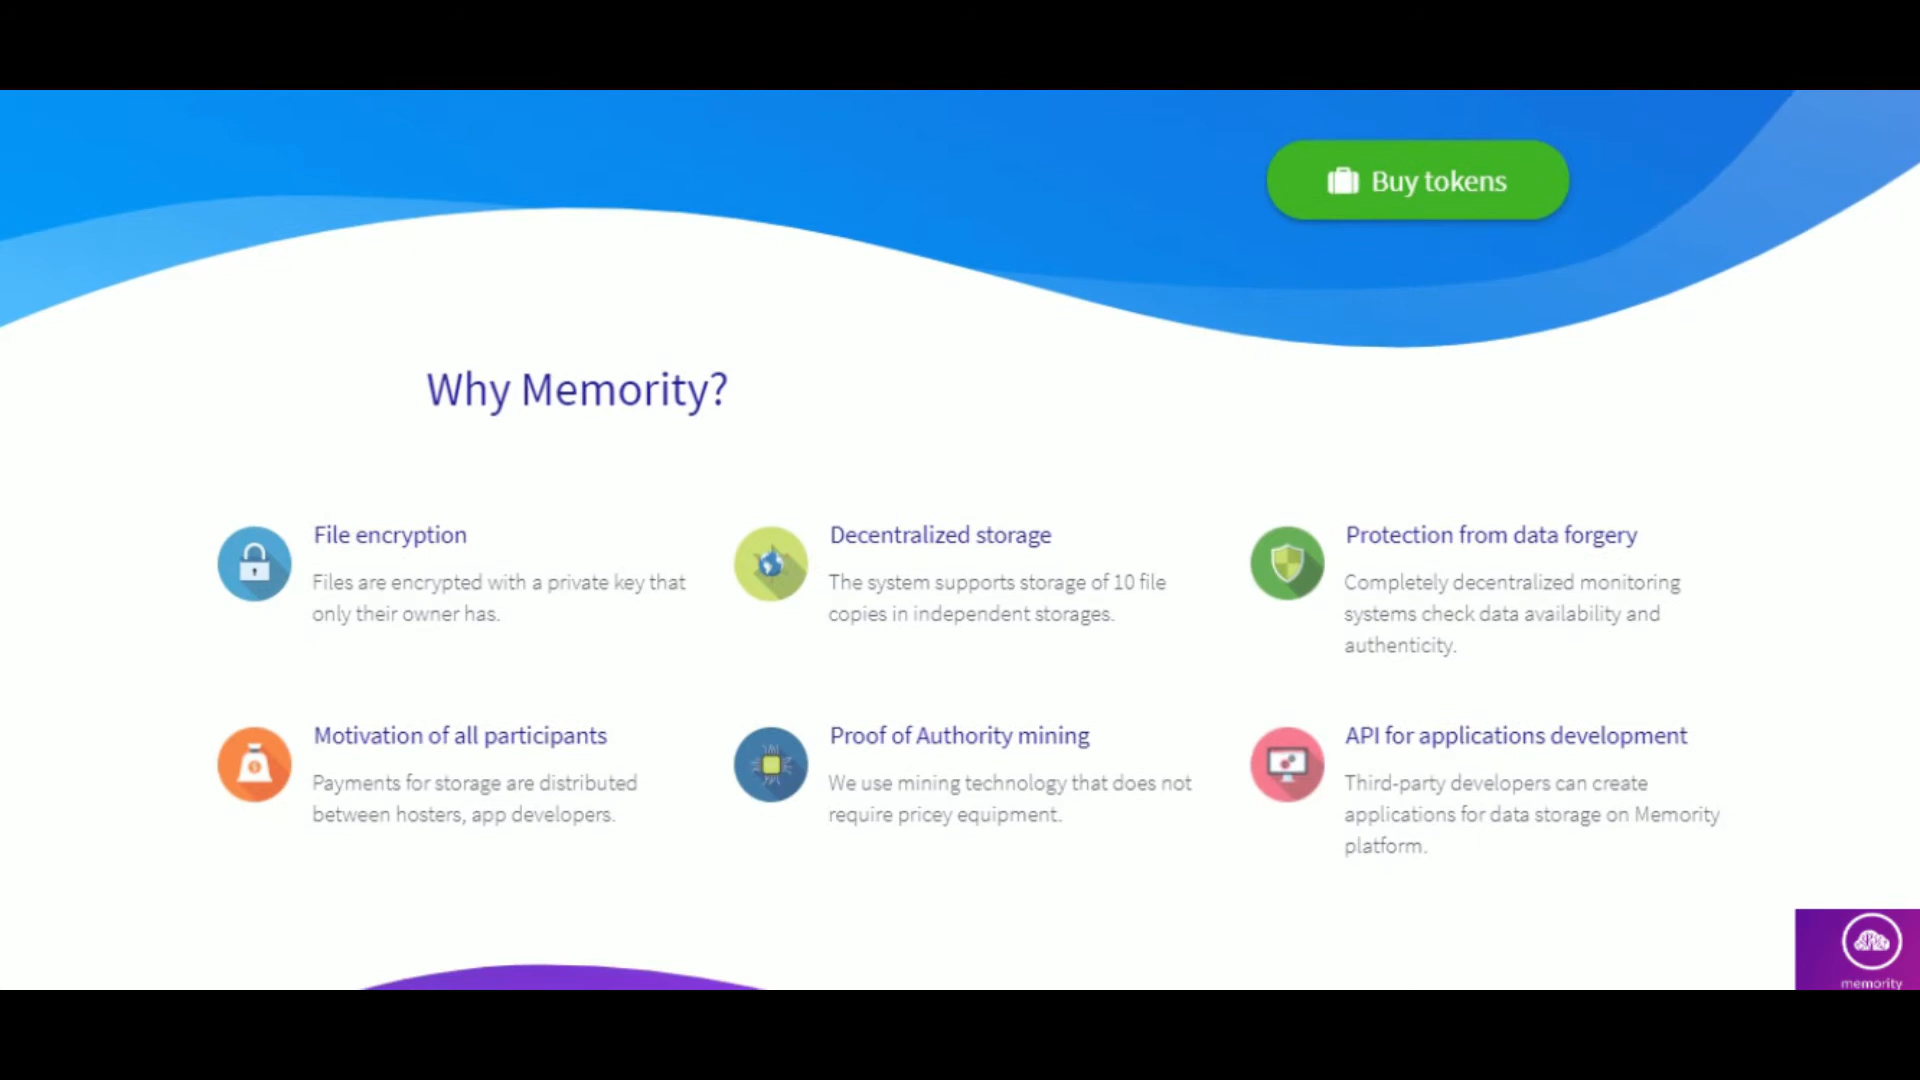 Buy tokens
Why Memority?
File encryption
Files are encrypted with a private key that
only their owner has.
Decentralized storage
The system supports storage of 10 file
copies in independent storages.
Protection from data forgery
Completely decentralized monitoring
systems check data availability and
authenticity.
Motivation of all participants
Payments for storage are distributed
between hosters, app developers.
Proof of Authority mining
We use mining technology that does not
require pricey equipment.
API for applications development
Third-party developers can create
applications for data storage on Memority
platform.
memority